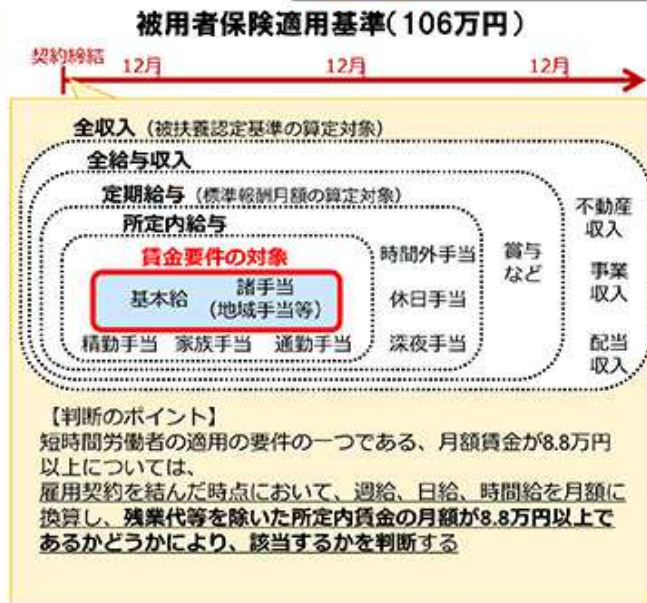 被用者保険適用基準(106万円)
契約締結
12月
12月
12月
全収入(被扶養認定基準の算定対象)
全給与収入
定期給与(標準報酬月額の算定対象)
所定内給与
賃金要件の対象
基本給
諸手当
(地域手当等)
精勤手当 家族手当 通勤手当
時間外手当
休日手当
深夜手当
賞与
など
不動産
収入
事業
収入
配当
収入
【判断のポイント】
短時間労働者の適用の要件の一つである、月額賃金が8.8万円
以上については、
雇用契約を結んだ時点において、週給、日給、時間給を月額に
換算し、残業代等を除いた所定内賃金の月額が8.8万円以上で
あるかどうかにより、該当するかを判断する